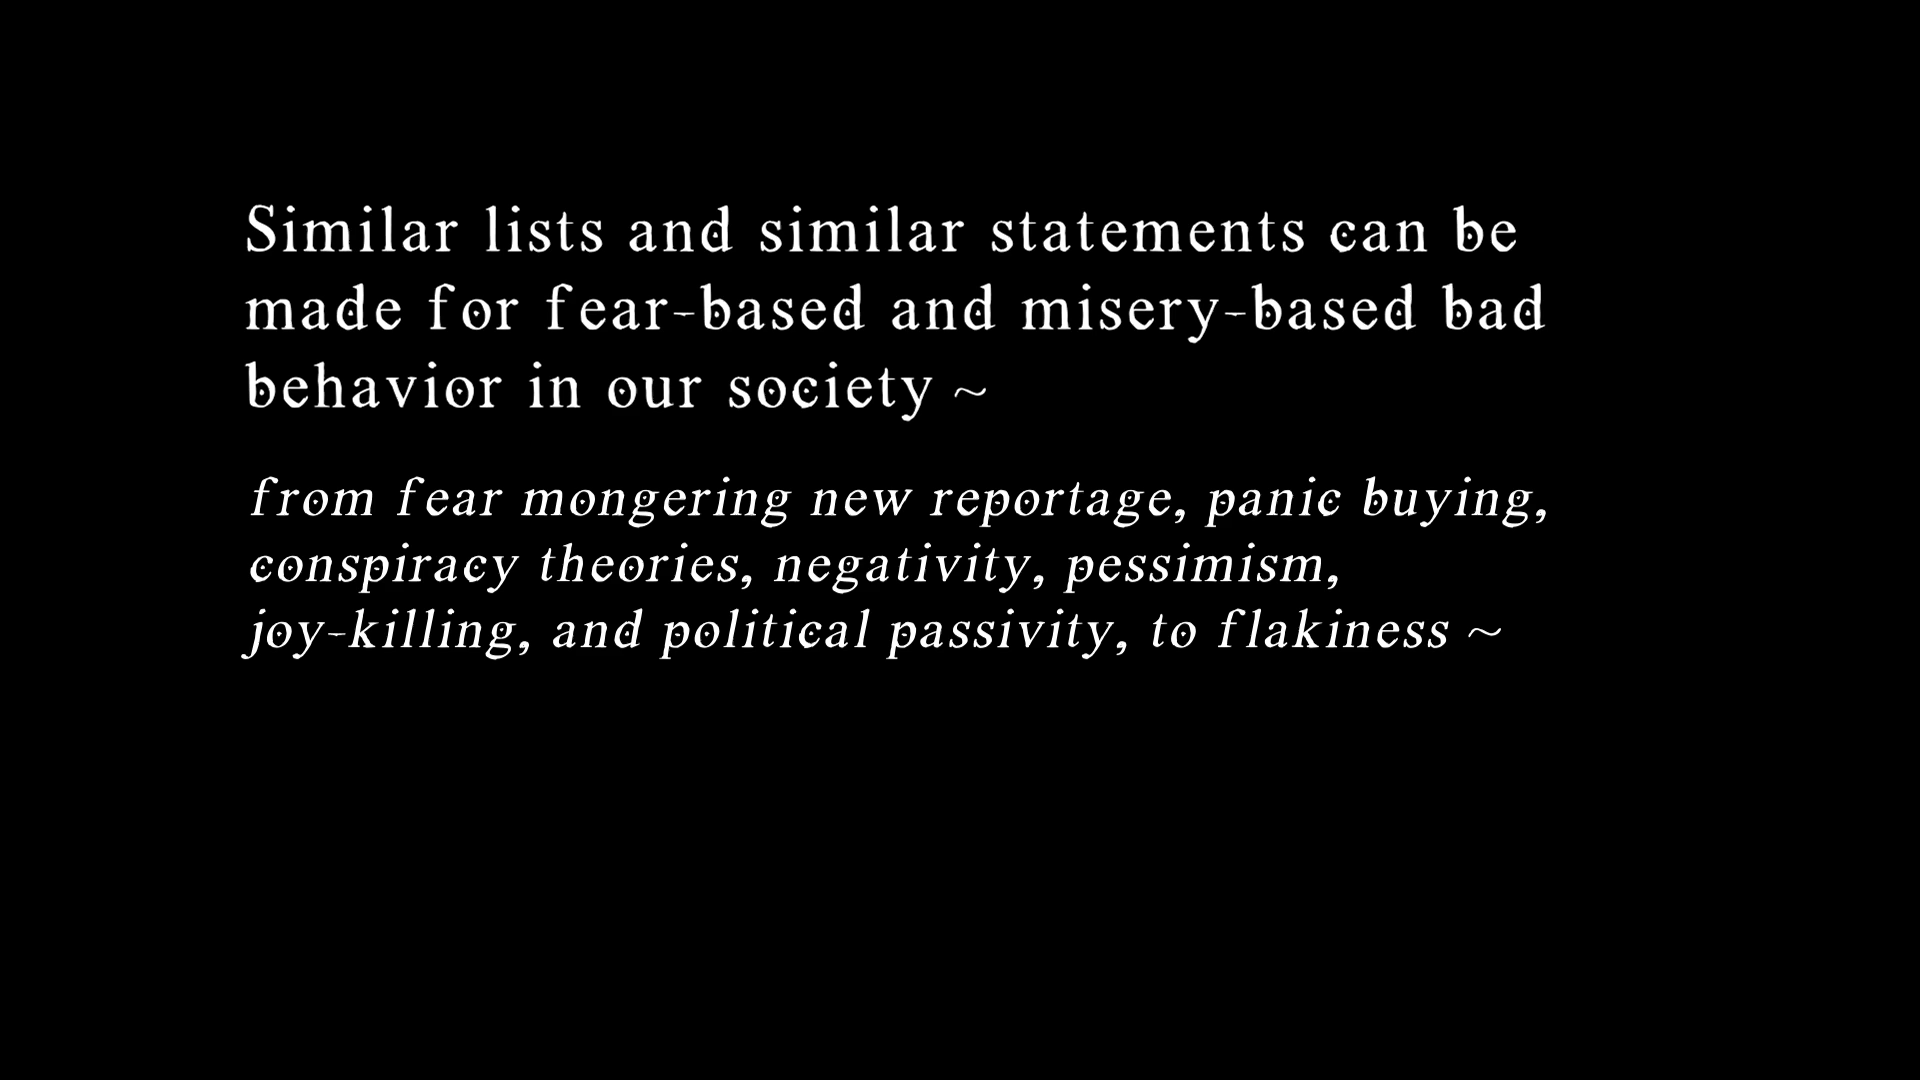 Similar lists and similar statements can be
made for fear-based and misery-based bad
behavior in our society ~
from fear mongering new reportage, panic buying,
conspiracy theories, negativity, pessimism,
joy-killing, and political passivity, to flakiness ~